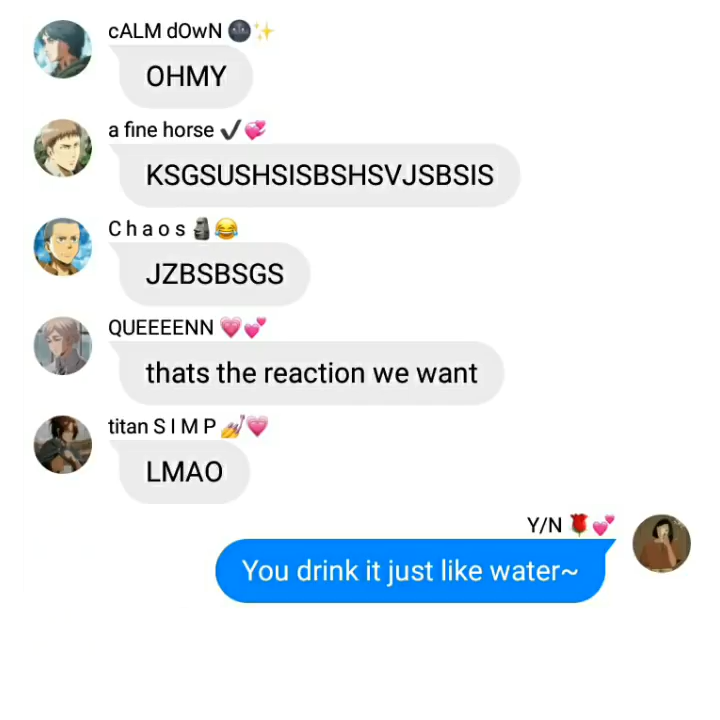 cALM dOwN 🌚✨
OHMY
a fine horse ✔️💞
KSGSUSHSISBSHSVJSBSIS
C h a o s 🗿😂
JZBSBSGS
QUEEEENN 💗💕
thats the reaction we want
titan S I M P 💅💗
LMAO
Y/N 🌹💕
You drink it just like water~